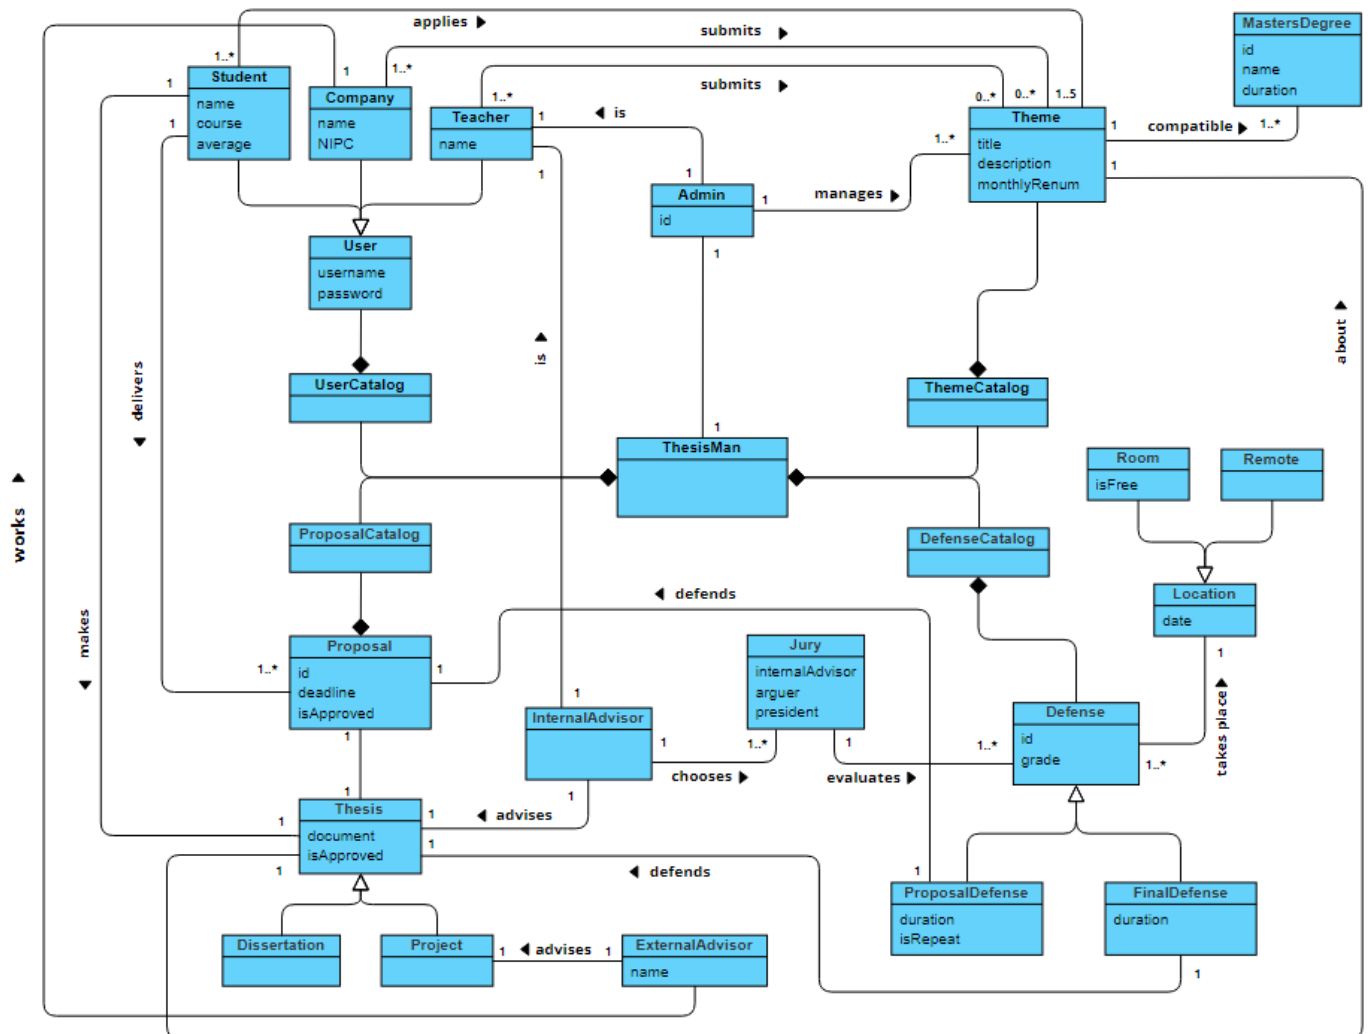 applies
submits
submits
1..*
1
1..*
1..*
0..*
0..*
1..5
MastersDegree
id
name
duration
Student
name
course
average
1
1
Company
name
NIPC
Teacher
name
1
1
is
1
Admin
id
1
1
manages
1..*
Theme
title
description
monthlyRenum
1
1
compatible
1..*
User
username
password
is
about
UserCatalog
ThemeCatalog
delivers
1
ThesisMan
works
Room
isFree
Remote
ProposalCatalog
DefenseCatalog
Location
date
1
makes
defends
Proposal
id
deadline
isApproved
1..*
1
1
Jury
internalAdvisor
arguer
president
1
InternalAdvisor
1
1
chooses
1..*
1
evaluates
1..*
Defense
id
grade
1..*
takes place
1
Thesis
document
isApproved
1
1
1
1
advises
defends
1
ProposalDefense
duration
isRepeat
FinalDefense
duration
1
Dissertation
Project
1
advises
1
ExternalAdvisor
name